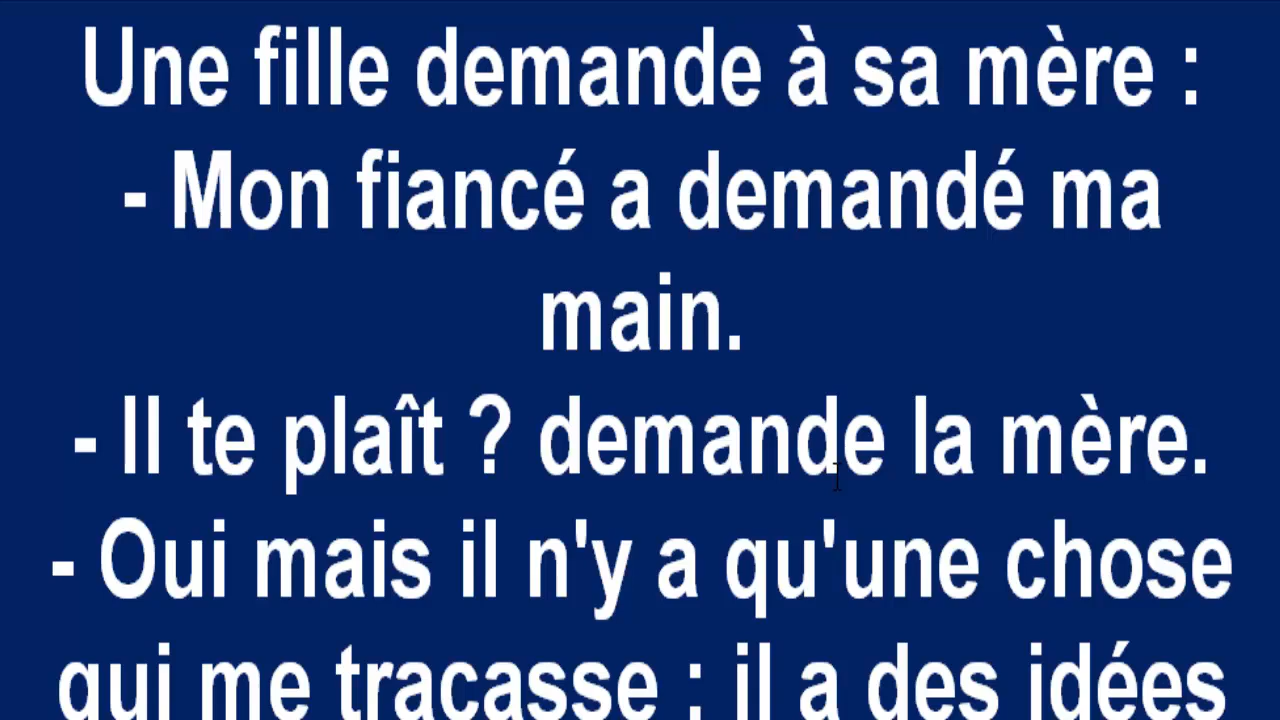 Une fille demande à sa mère :
- Mon fiancé a demandé ma
main.
- Il te plaît ? demande la mère.
- Oui mais il n'y a qu'une chose
qui me tracasse : il a des idées